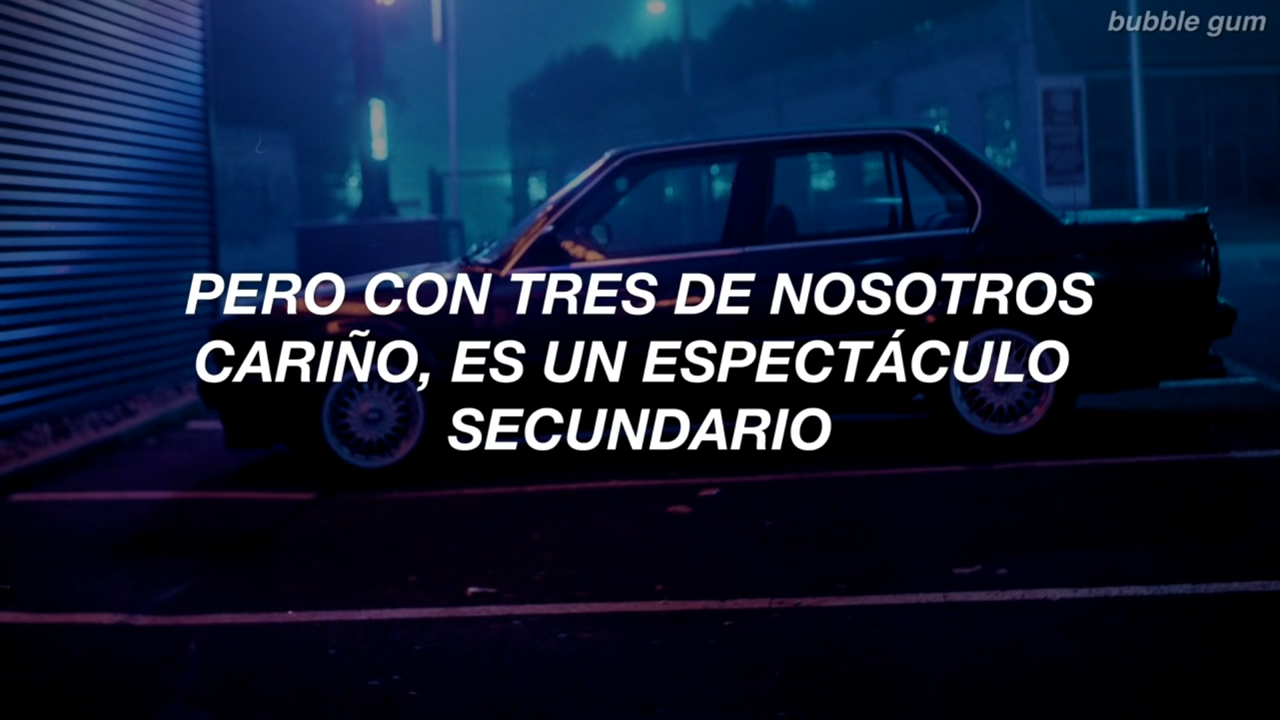 bubble gum
PERO CON TRES DE NOSOTROS
CARIÑO, ES UN ESPECTÁCULO
SECUNDARIO